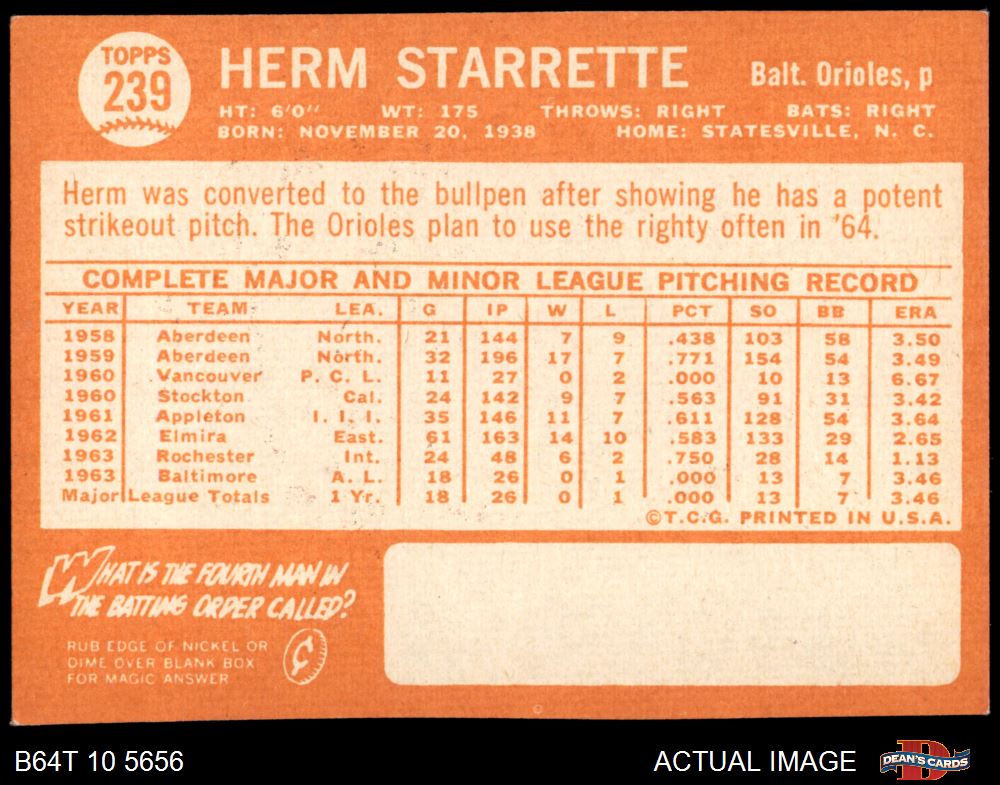 TOPPS
239
HERM STARRETTE
Balt. Orioles, p
HT: 6'0" WT: 175 THROWS: RIGHT BATS: RIGHT
BORN: NOVEMBER 20, 1938 HOME: STATESVILLE, N. C.
Herm was converted to the bullpen after showing he has a potent
strikeout pitch. The Orioles plan to use the righty often in '64.
COMPLETE MAJOR AND MINOR LEAGUE PITCHING RECORD
YEAR TEAM LEA. G IP W L PCT SO BB ERA
1958 Aberdeen North. 21 144 7 9 .438 103 58 3.50
1959 Aberdeen North. 32 196 17 7 .771 154 54 3.49
1960 Vancouver P. C. L. 11 27 0 2 .000 10 13 6.67
1960 Stockton Cal. 24 142 9 7 .563 91 31 3.42
1961 Appleton I. I. I. 35 146 11 7 .611 128 54 3.64
1962 Elmira East. 61 163 14 10 .583 133 29 2.65
1963 Rochester Int. 24 48 6 2 .750 28 14 1.13
1963 Baltimore A. L. 18 26 0 1 .000 13 7 3.46
Major League Totals 1 Yr. 18 26 0 1 .000 13 7 3.46
©T.C.G. PRINTED IN U.S.A.
WHAT IS THE FOURTH MAN IN
THE BATTING ORDER CALLED?
RUB EDGE OF NICKEL OR
DIME OVER BLANK BOX
FOR MAGIC ANSWER
¢
B64T 10 5656
ACTUAL IMAGE
D
DEAN'S CARDS